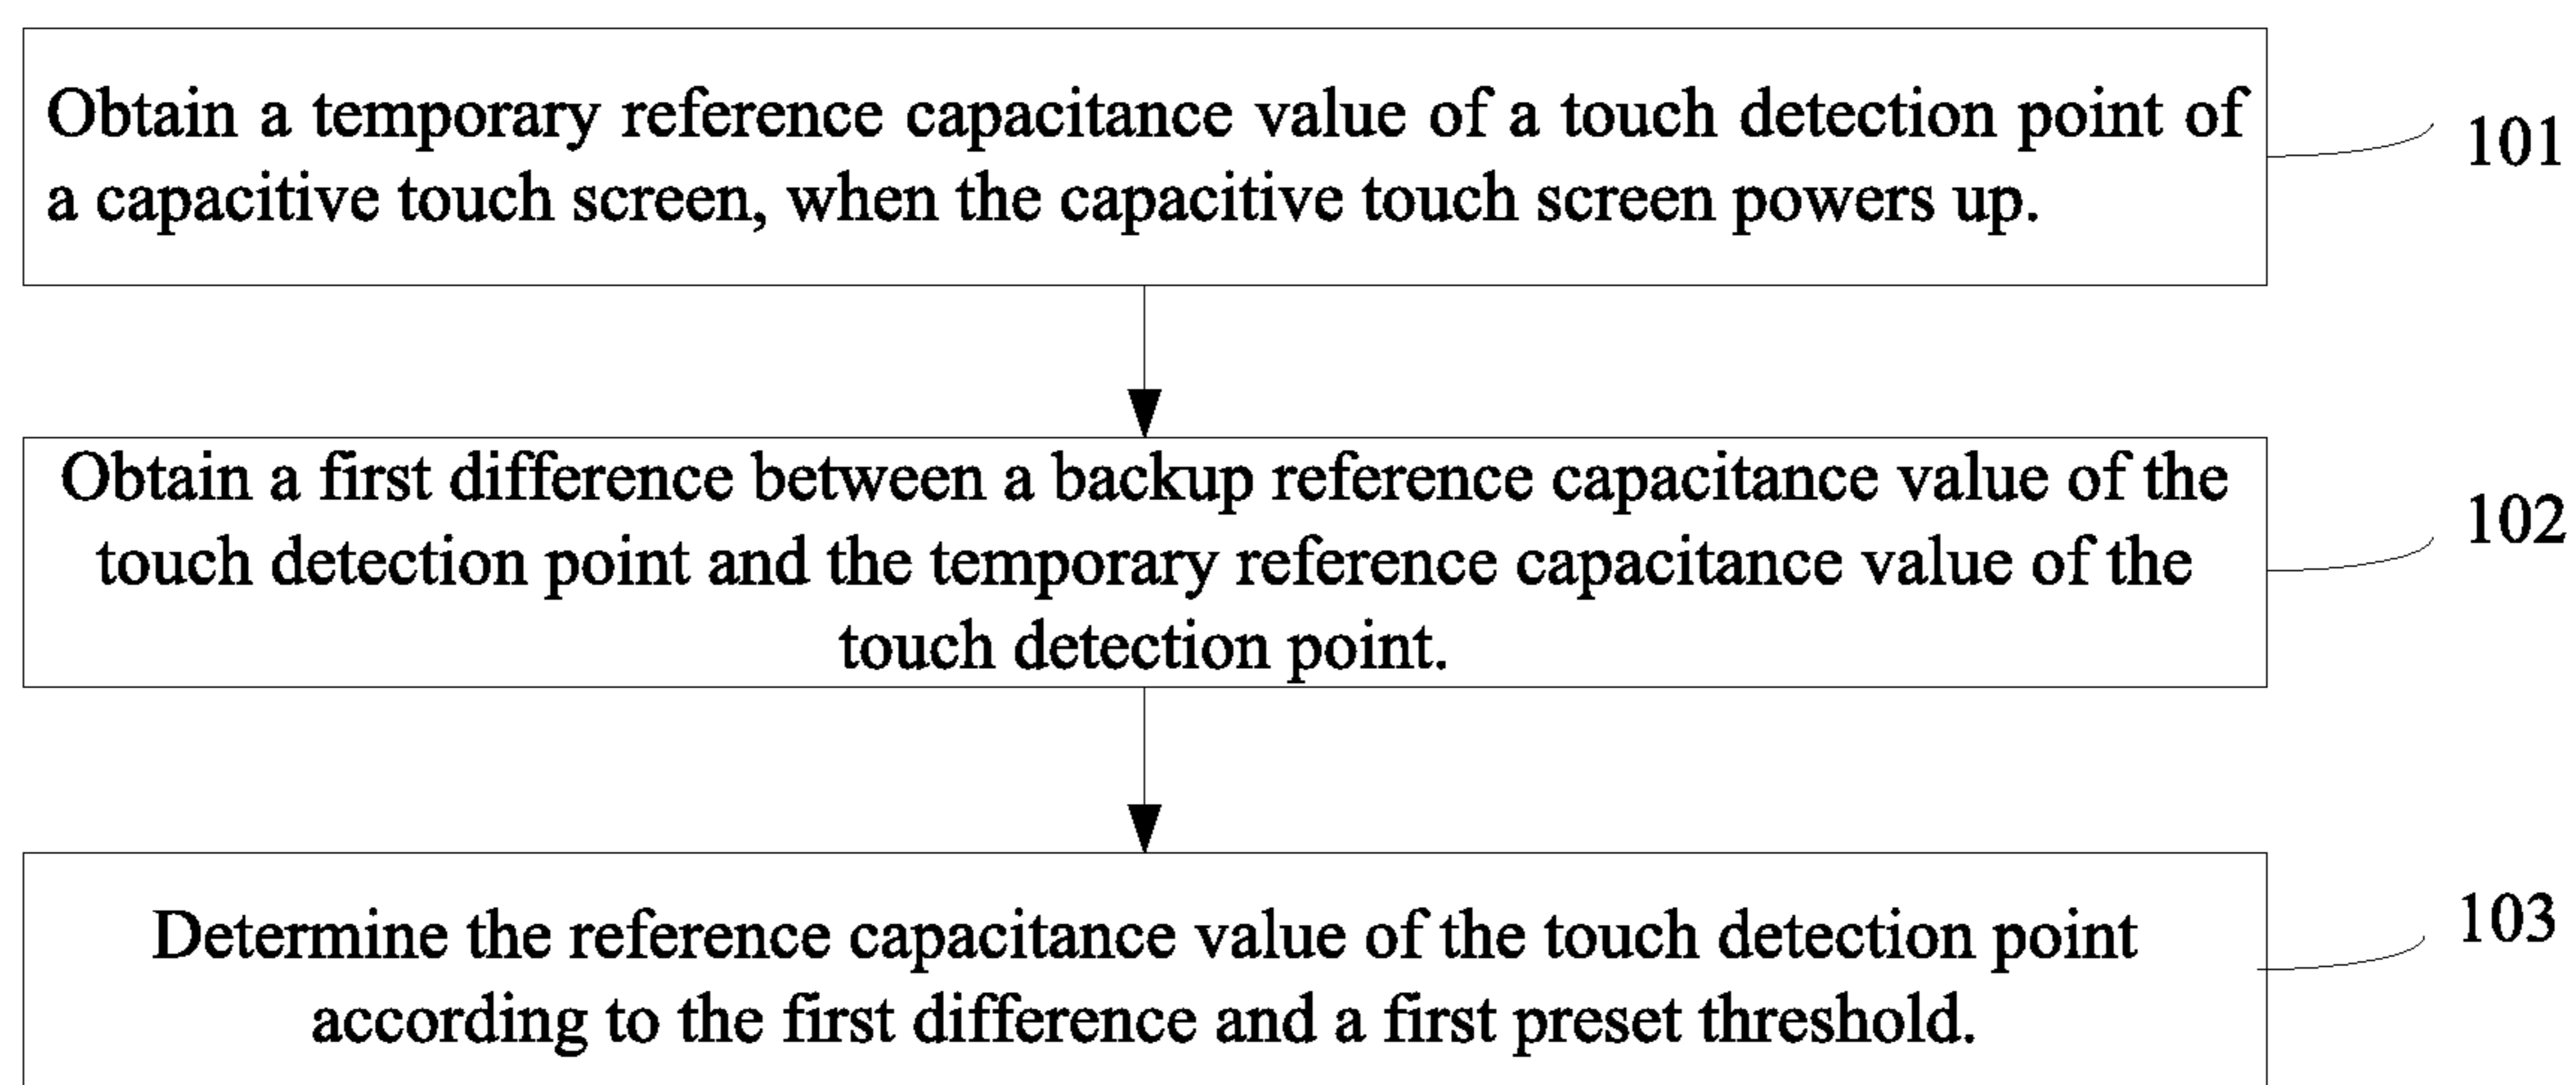 Obtain a temporary reference capacitance value of a touch detection point of
a capacitive touch screen, when the capacitive touch screen powers up.
101
Obtain a first difference between a backup reference capacitance value of the
touch detection point and the temporary reference capacitance value of the
touch detection point.
102
Determine the reference capacitance value of the touch detection point
according to the first difference and a first preset threshold.
103